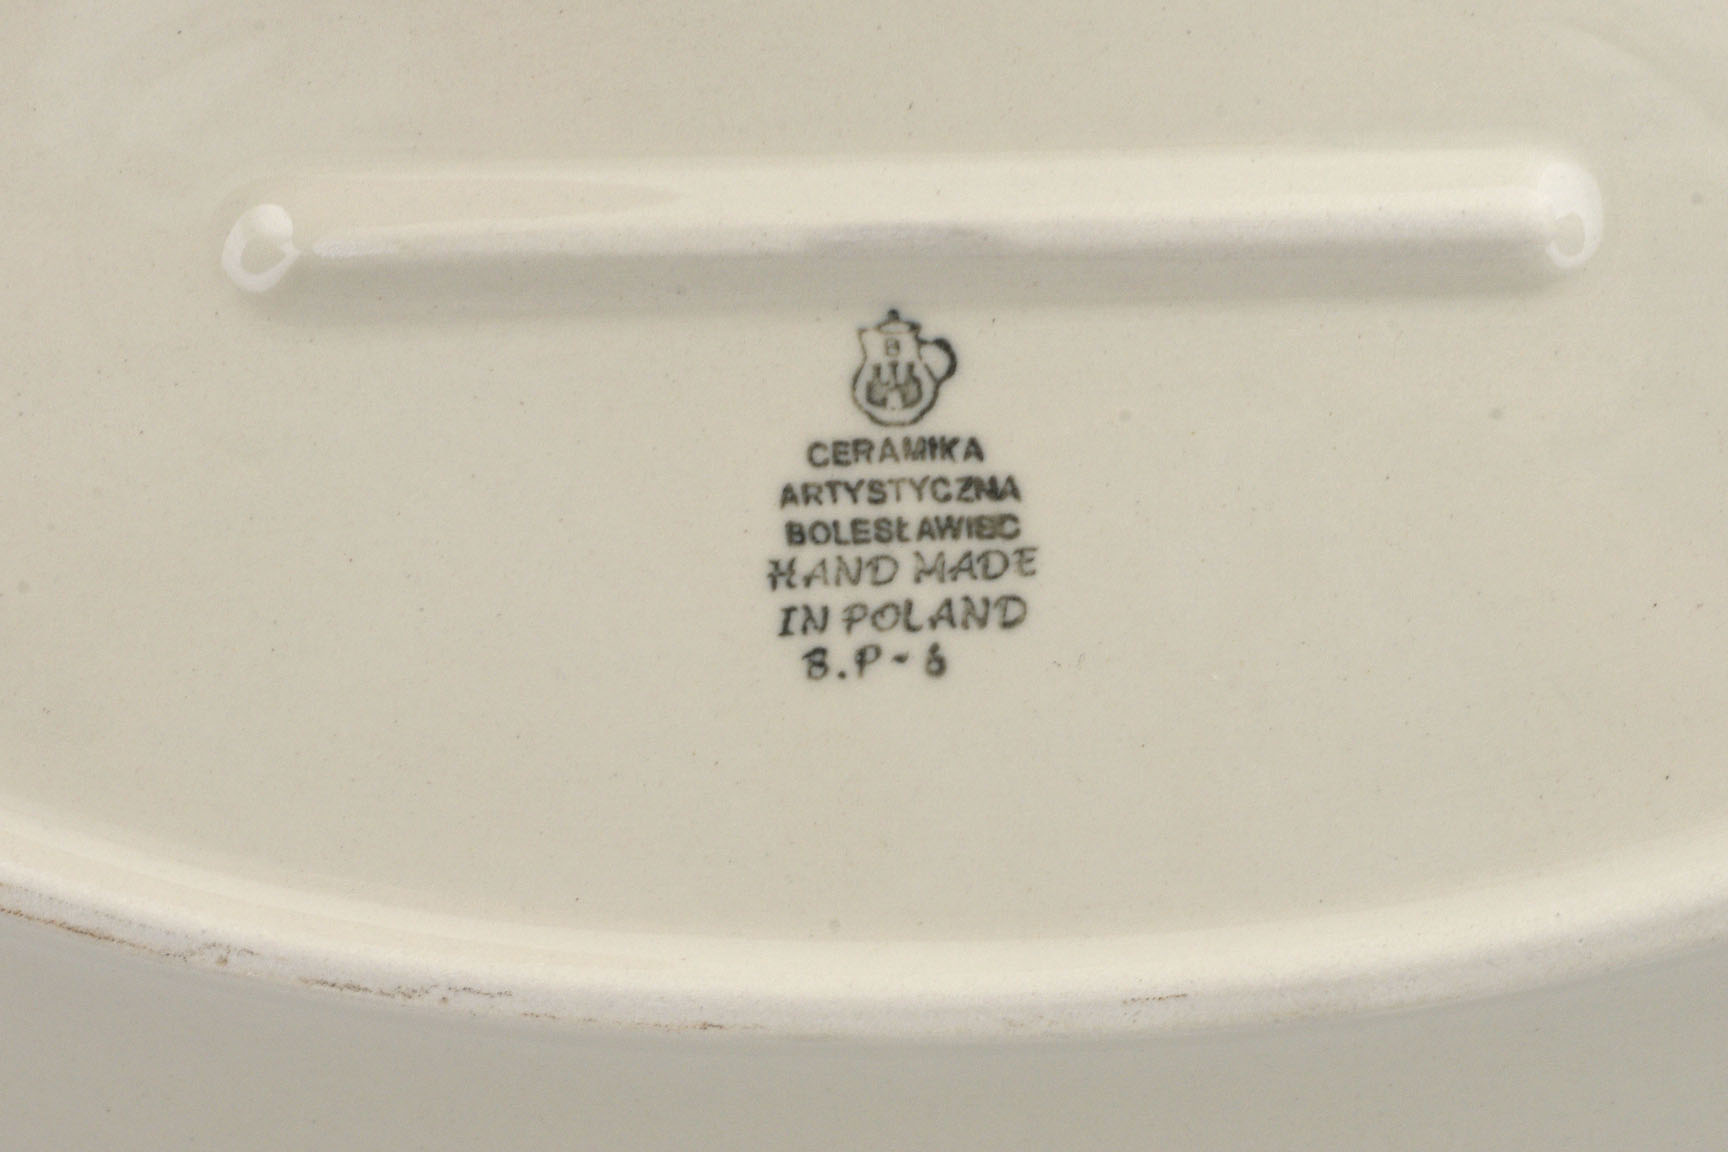 B
CERAMIKA
ARTYSTYCZNA
BOLESŁAWIEC
HAND MADE
IN POLAND
B.P-6